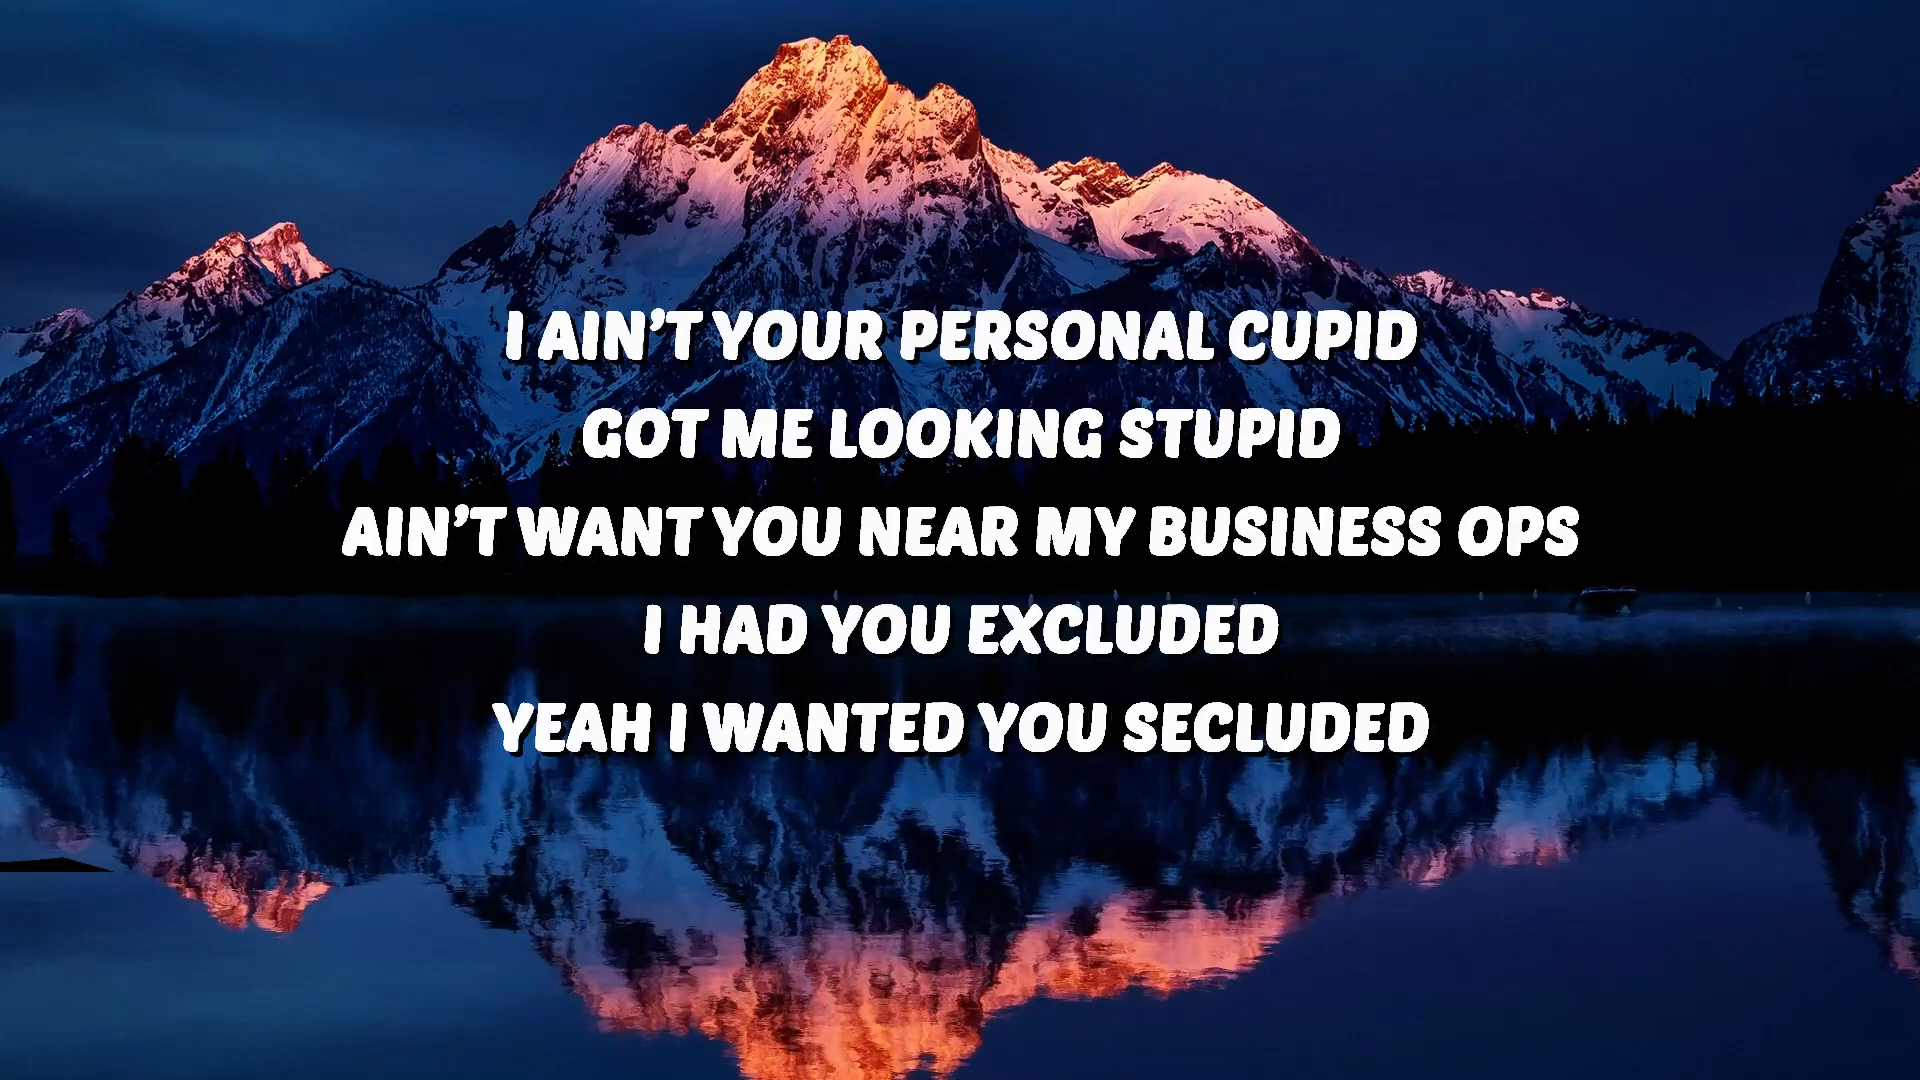 I AIN’T YOUR PERSONAL CUPID
GOT ME LOOKING STUPID
AIN’T WANT YOU NEAR MY BUSINESS OPS
I HAD YOU EXCLUDED
YEAH I WANTED YOU SECLUDED